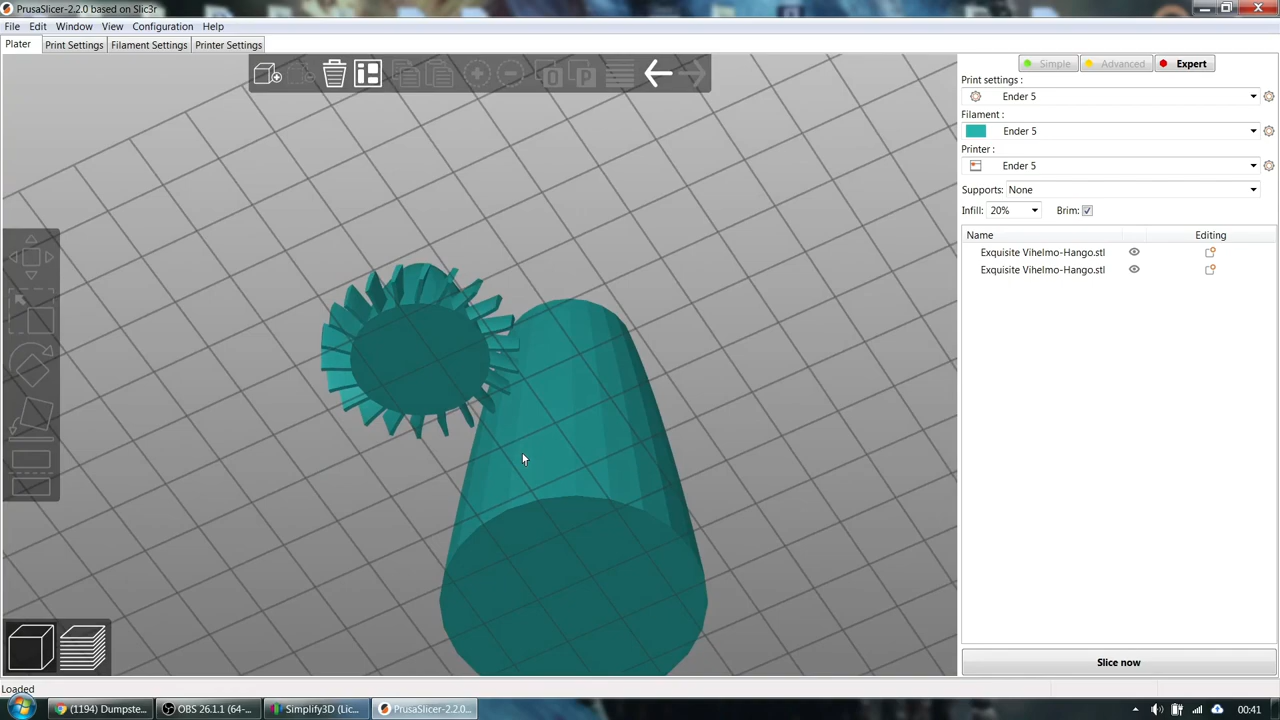 PrusaSlicer-2.2.0 based on Slic3r
File Edit Window View Configuration Help
Plater Print Settings Filament Settings Printer Settings
O P
Simple Advanced Expert
Print settings :
Ender 5
Filament :
Ender 5
Printer :
Ender 5
Supports: None
Infill: 20% Brim:
Name Editing
Exquisite Vihelmo-Hango.stl
Exquisite Vihelmo-Hango.stl
Slice now
Loaded
(1194) Dumpste... OBS 26.1.1 (64-... Simplify3D (Lic... PrusaSlicer-2.2.0... 00:41